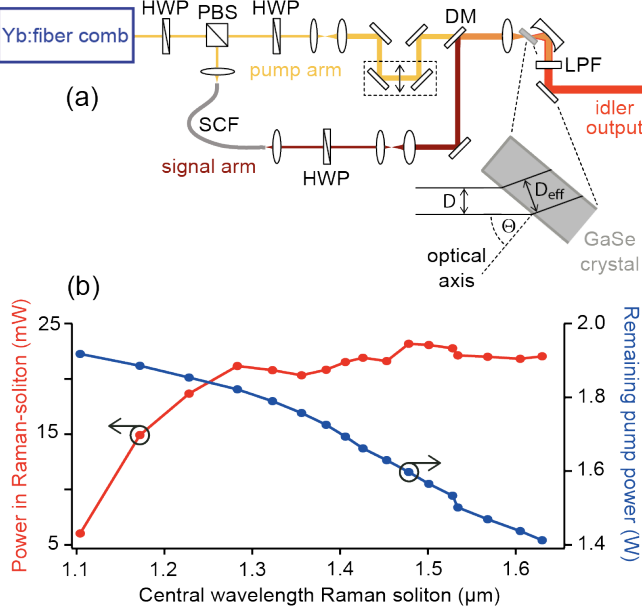 HWP
PBS
HWP
DM
Yb:fiber comb
pump arm
LPF
(a)
idler
output
SCF
signal arm
HWP
D
Deff
Θ
GaSe
crystal
optical
axis
(b)
Power in Raman-soliton (mW)
25
15
5
Remaining pump power (W)
2.0
1.8
1.6
1.4
1.1 1.2 1.3 1.4 1.5 1.6
Central wavelength Raman soliton (µm)